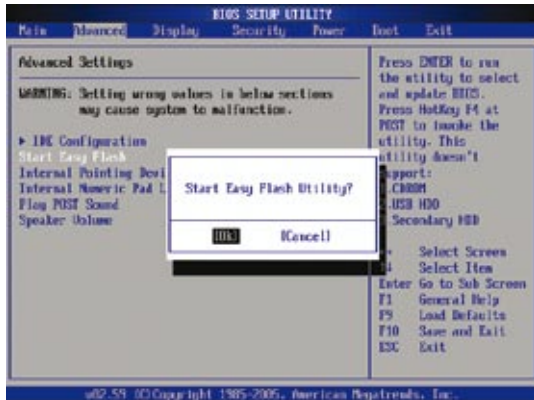 BIOS SETUP UTILITY
Main Advanced Display Security Power Boot Exit
Advanced Settings
WARNING: Setting wrong values in below sections
may cause system to malfunction.
▶ IDE Configuration
Start Easy Flash
Internal Pointing Devi
Internal Numeric Pad L
Play POST Sound
Speaker Volume
Start Easy Flash Utility?
[Ok] [Cancel]
Press ENTER to run
the utility to select
and update BIOS.
Press HotKey F4 at
POST to invoke the
utility. This
utility doesn't
upport:
.CDROM
.USB HDD
Secondary HDD
Select Screen
Select Item
Enter Go to Sub Screen
F1 General Help
F9 Load Defaults
F10 Save and Exit
ESC Exit
v02.59 (C)Copyright 1985-2005, American Megatrends, Inc.